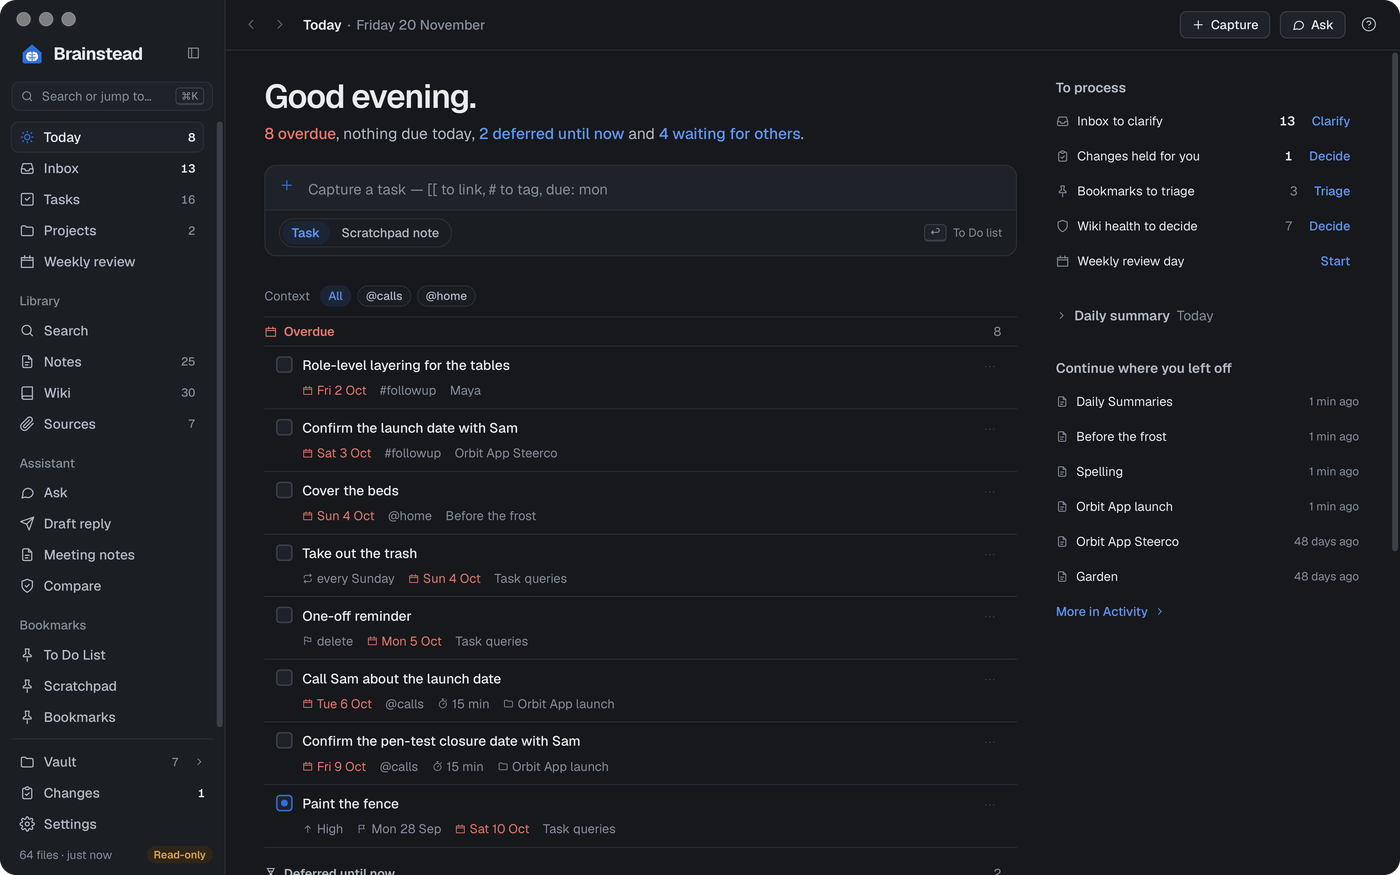 Today · Friday 20 November
Capture
Ask
Brainstead
Search or jump to...
⌘K
Today 8
Inbox 13
Tasks 16
Projects 2
Weekly review
Library
Search
Notes 25
Wiki 30
Sources 7
Assistant
Ask
Draft reply
Meeting notes
Compare
Bookmarks
To Do List
Scratchpad
Bookmarks
Vault 7
Changes 1
Settings
64 files · just now
Read-only
Good evening.
8 overdue, nothing due today, 2 deferred until now and 4 waiting for others.
Capture a task — [[ to link, # to tag, due: mon
Task
Scratchpad note
To Do list
Context All @calls @home
Overdue 8
Role-level layering for the tables
Fri 2 Oct #followup Maya
Confirm the launch date with Sam
Sat 3 Oct #followup Orbit App Steerco
Cover the beds
Sun 4 Oct @home Before the frost
Take out the trash
every Sunday Sun 4 Oct Task queries
One-off reminder
delete Mon 5 Oct Task queries
Call Sam about the launch date
Tue 6 Oct @calls 15 min Orbit App launch
Confirm the pen-test closure date with Sam
Fri 9 Oct @calls 15 min Orbit App launch
Paint the fence
High Mon 28 Sep Sat 10 Oct Task queries
Deferred until now 2
To process
Inbox to clarify 13 Clarify
Changes held for you 1 Decide
Bookmarks to triage 3 Triage
Wiki health to decide 7 Decide
Weekly review day Start
Daily summary Today
Continue where you left off
Daily Summaries 1 min ago
Before the frost 1 min ago
Spelling 1 min ago
Orbit App launch 1 min ago
Orbit App Steerco 48 days ago
Garden 48 days ago
More in Activity